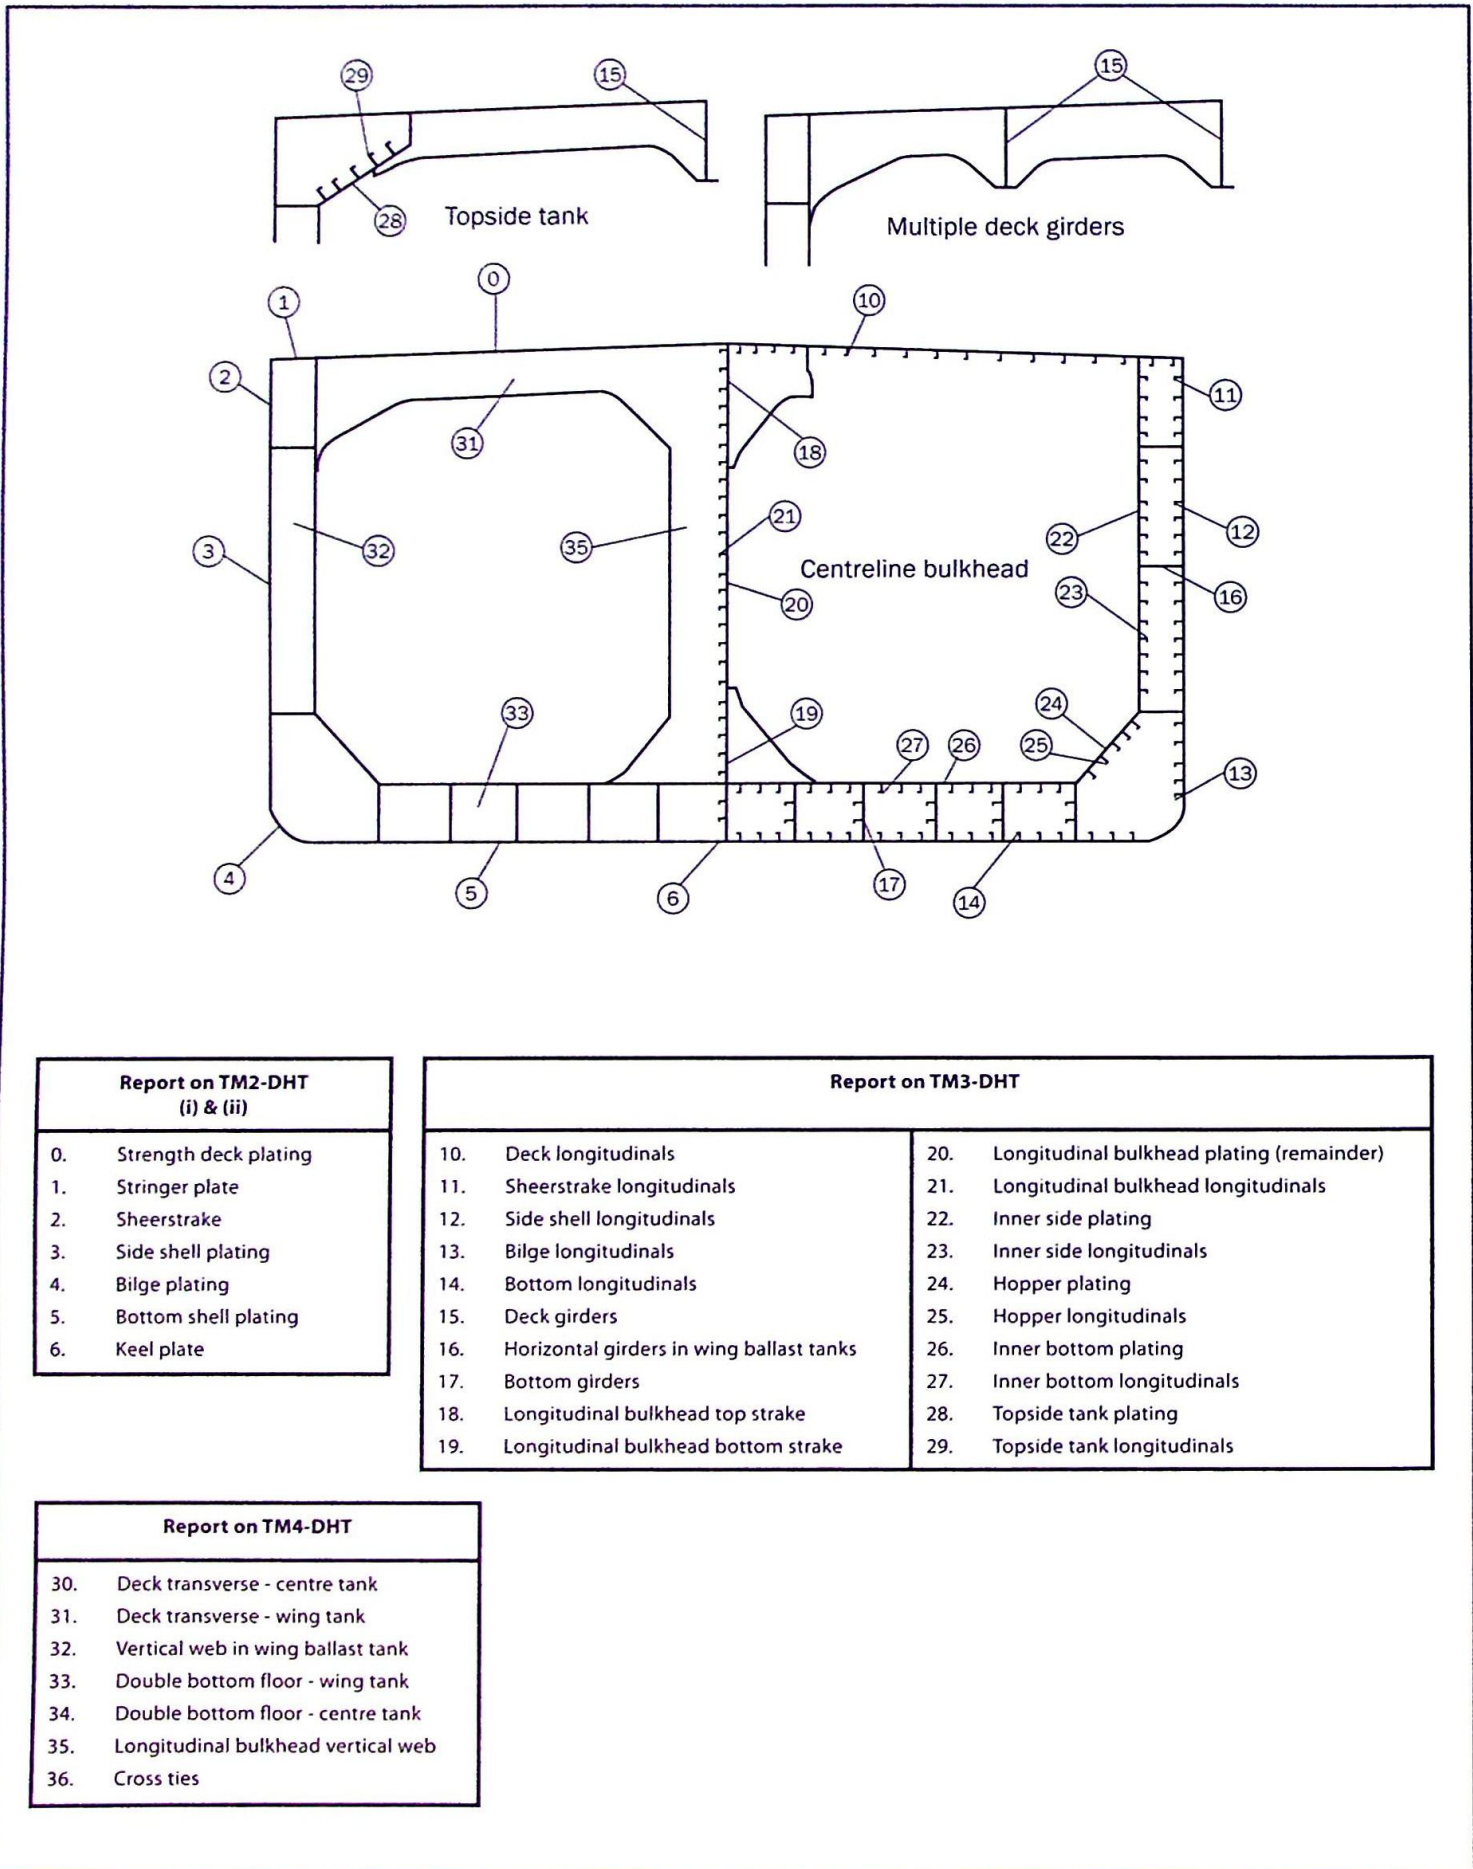 29
15
15
28
Topside tank
Multiple deck girders
0
1
10
2
11
31
18
21
3
32
35
22
12
Centreline bulkhead
20
23
16
33
19
24
27
26
25
13
4
5
6
17
14
Report on TM2-DHT
(i) & (ii)
0. Strength deck plating
1. Stringer plate
2. Sheerstrake
3. Side shell plating
4. Bilge plating
5. Bottom shell plating
6. Keel plate
Report on TM3-DHT
10. Deck longitudinals
11. Sheerstrake longitudinals
12. Side shell longitudinals
13. Bilge longitudinals
14. Bottom longitudinals
15. Deck girders
16. Horizontal girders in wing ballast tanks
17. Bottom girders
18. Longitudinal bulkhead top strake
19. Longitudinal bulkhead bottom strake
20. Longitudinal bulkhead plating (remainder)
21. Longitudinal bulkhead longitudinals
22. Inner side plating
23. Inner side longitudinals
24. Hopper plating
25. Hopper longitudinals
26. Inner bottom plating
27. Inner bottom longitudinals
28. Topside tank plating
29. Topside tank longitudinals
Report on TM4-DHT
30. Deck transverse - centre tank
31. Deck transverse - wing tank
32. Vertical web in wing ballast tank
33. Double bottom floor - wing tank
34. Double bottom floor - centre tank
35. Longitudinal bulkhead vertical web
36. Cross ties